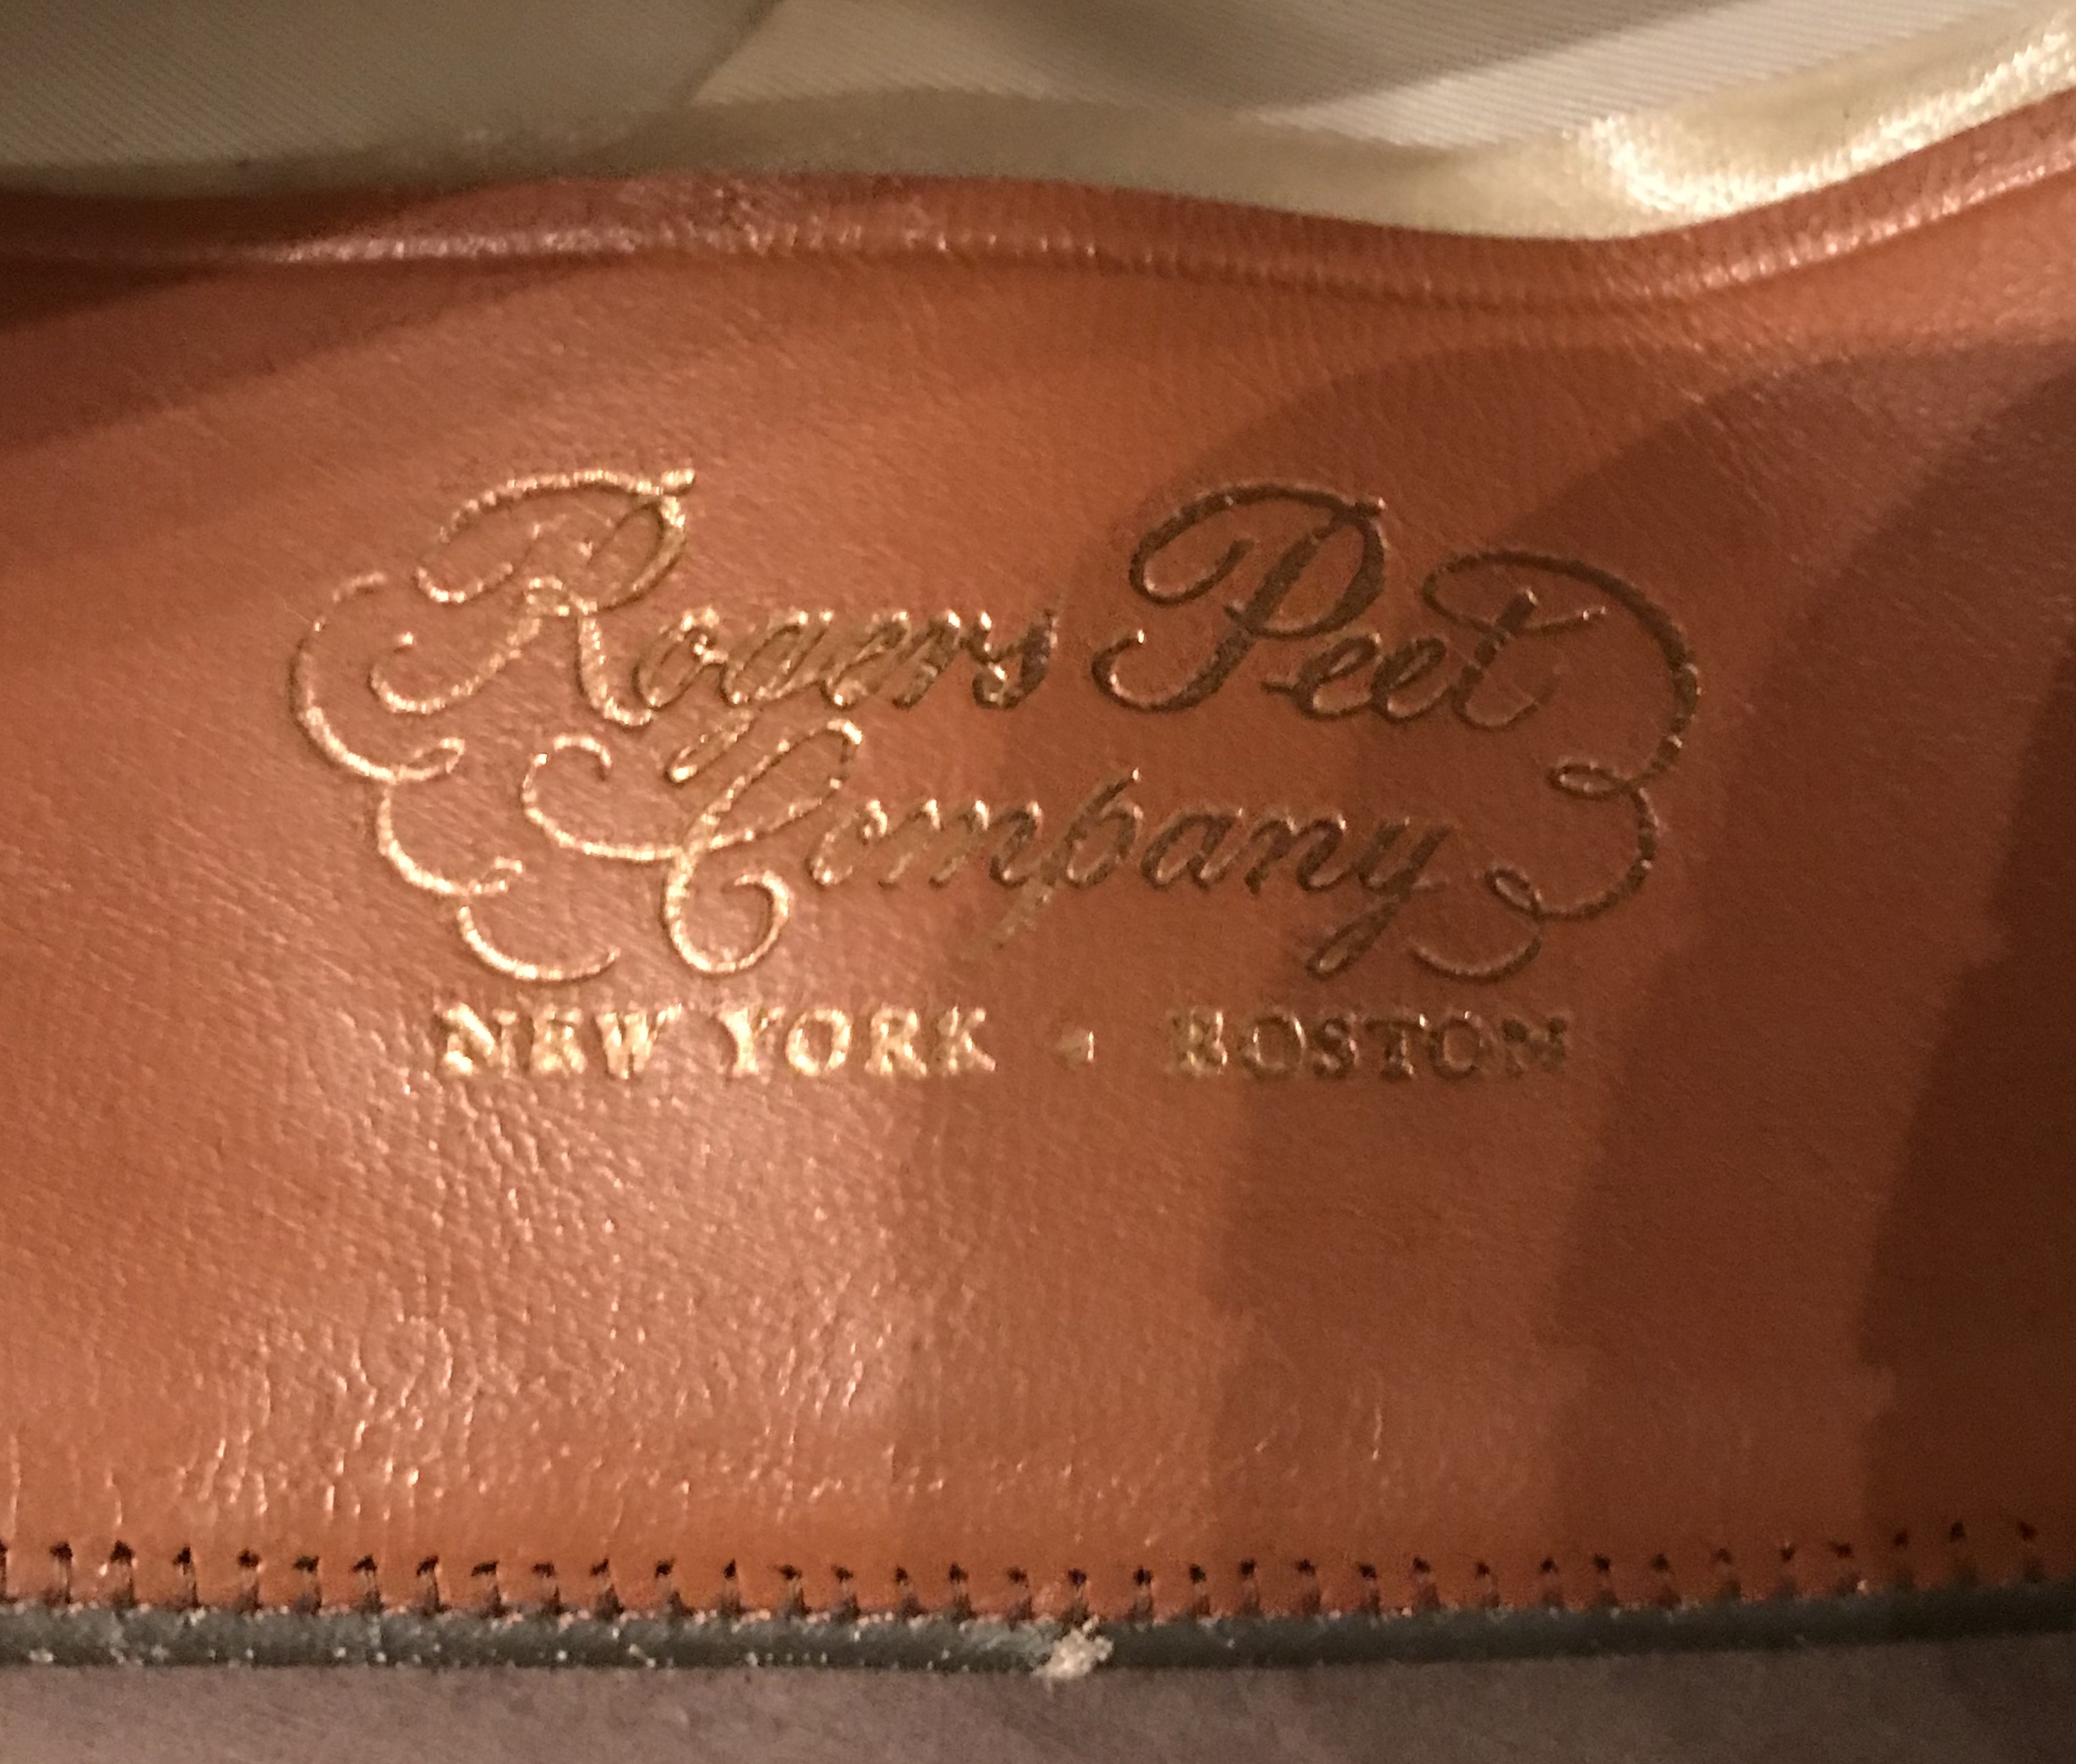 Rogers Peet
Company
NEW YORK • BOSTON